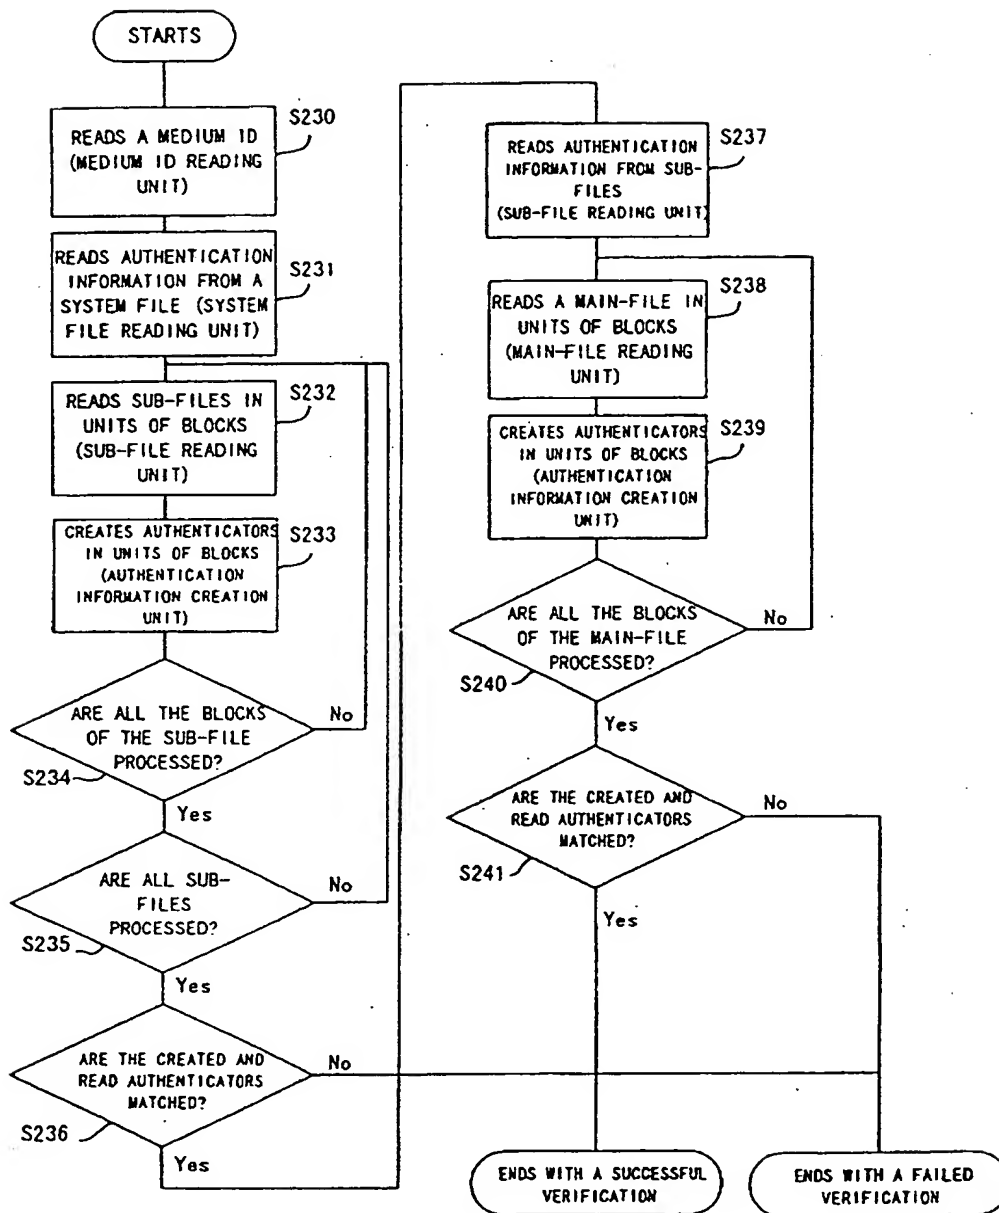 STARTS
S230
READS A MEDIUM ID
(MEDIUM ID READING
UNIT)
S231
READS AUTHENTICATION
INFORMATION FROM A
SYSTEM FILE (SYSTEM
FILE READING UNIT)
S232
READS SUB-FILES IN
UNITS OF BLOCKS
(SUB-FILE READING
UNIT)
S233
CREATES AUTHENTICATORS
IN UNITS OF BLOCKS
(AUTHENTICATION
INFORMATION CREATION
UNIT)
ARE ALL THE BLOCKS
OF THE SUB-FILE
PROCESSED?
No
S234
Yes
ARE ALL SUB-
FILES
PROCESSED?
No
S235
Yes
ARE THE CREATED AND
READ AUTHENTICATORS
MATCHED?
No
S236
Yes
S237
READS AUTHENTICATION
INFORMATION FROM SUB-
FILES
(SUB-FILE READING UNIT)
S238
READS A MAIN-FILE IN
UNITS OF BLOCKS
(MAIN-FILE READING
UNIT)
S239
CREATES AUTHENTICATORS
IN UNITS OF BLOCKS
(AUTHENTICATION
INFORMATION CREATION
UNIT)
ARE ALL THE BLOCKS
OF THE MAIN-FILE
PROCESSED?
No
S240
Yes
ARE THE CREATED AND
READ AUTHENTICATORS
MATCHED?
No
S241
Yes
ENDS WITH A SUCCESSFUL
VERIFICATION
ENDS WITH A FAILED
VERIFICATION